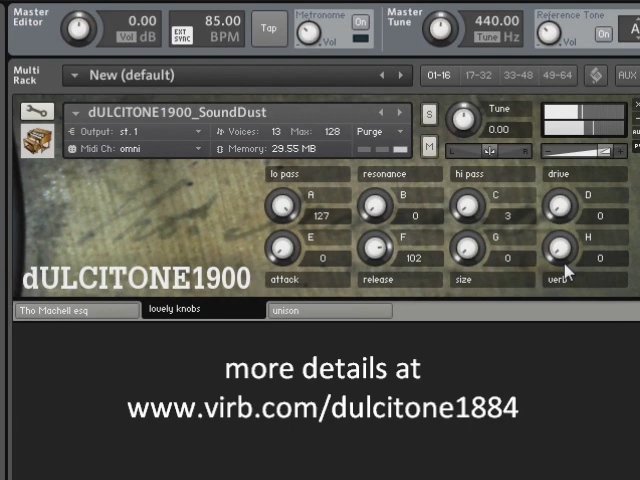 Master Editor 0.00 Vol dB EXT SYNC 85.00 BPM Tap Metronome On Vol Master Tune 440.00 Tune Hz Reference Tone On Vol A
Multi Rack New (default) 01-16 17-32 33-48 49-64 AUX
dULCITONE1900_SoundDust S Tune 0.00
Output: st. 1 Voices: 13 Max: 128 Purge
Midi Ch: omni Memory: 29.55 MB M L R
lo pass resonance hi pass drive
A 127 B 0 C 3 D 0
E 0 F 102 G 0 H 0
dULCITONE1900 attack release size verb
Tho Machell esq lovely knobs unison
more details at
www.virb.com/dulcitone1884